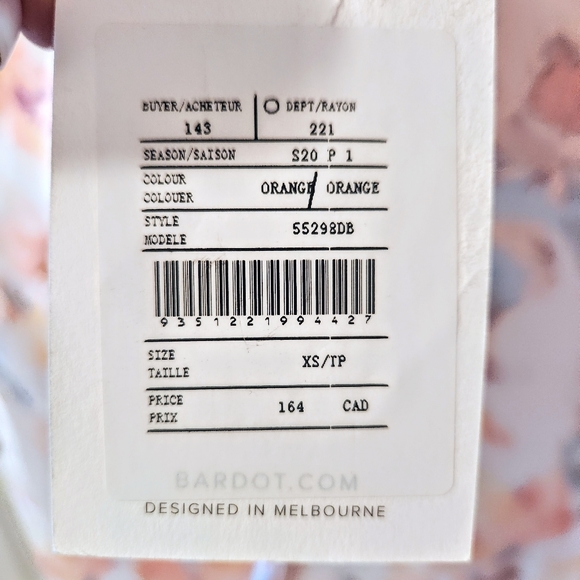 BUYER/ACHETEUR DEPT/RAYON
143 221
SEASON/SAISON S20 P 1
COLOUR
COLOUER ORANGE/ ORANGE
STYLE
MODELE 55298DB
9351221994427
SIZE
TAILLE XS/TP
PRICE
PRIX 164 CAD
BARDOT.COM
DESIGNED IN MELBOURNE